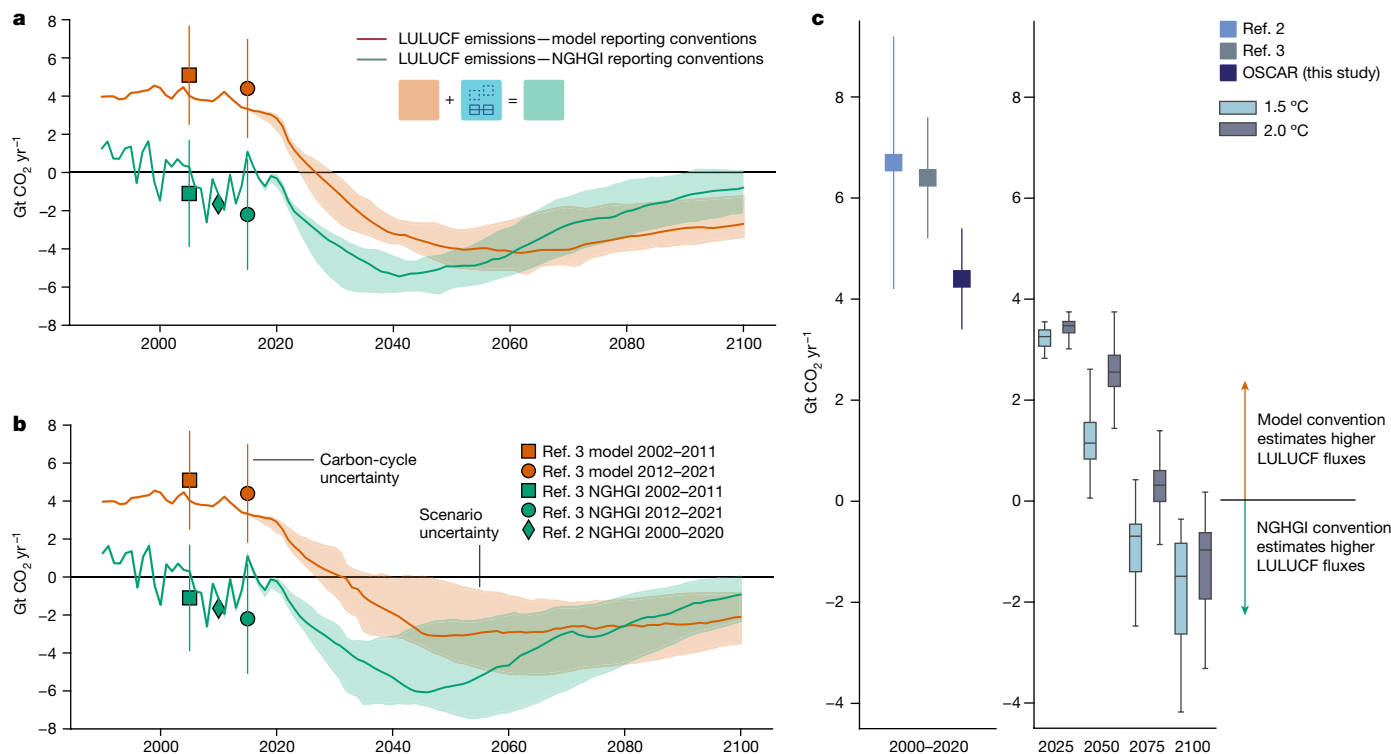 a
8
6
4
2
0
−2
−4
−6
−8
Gt CO2 yr−1
LULUCF emissions—model reporting conventions
LULUCF emissions—NGHGI reporting conventions
+ =
2000 2020 2040 2060 2080 2100
b
8
6
4
2
0
−2
−4
−6
−8
Gt CO2 yr−1
Carbon-cycle
uncertainty
Scenario
uncertainty
Ref. 3 model 2002–2011
Ref. 3 model 2012–2021
Ref. 3 NGHGI 2002–2011
Ref. 3 NGHGI 2012–2021
Ref. 2 NGHGI 2000–2020
2000 2020 2040 2060 2080 2100
c
8
6
4
2
0
−2
−4
Gt CO2 yr−1
2000–2020
8
6
4
2
0
−2
−4
Gt CO2 yr−1
2025 2050 2075 2100
Ref. 2
Ref. 3
OSCAR (this study)
1.5 ºC
2.0 ºC
Model convention
estimates higher
LULUCF fluxes
NGHGI convention
estimates higher
LULUCF fluxes